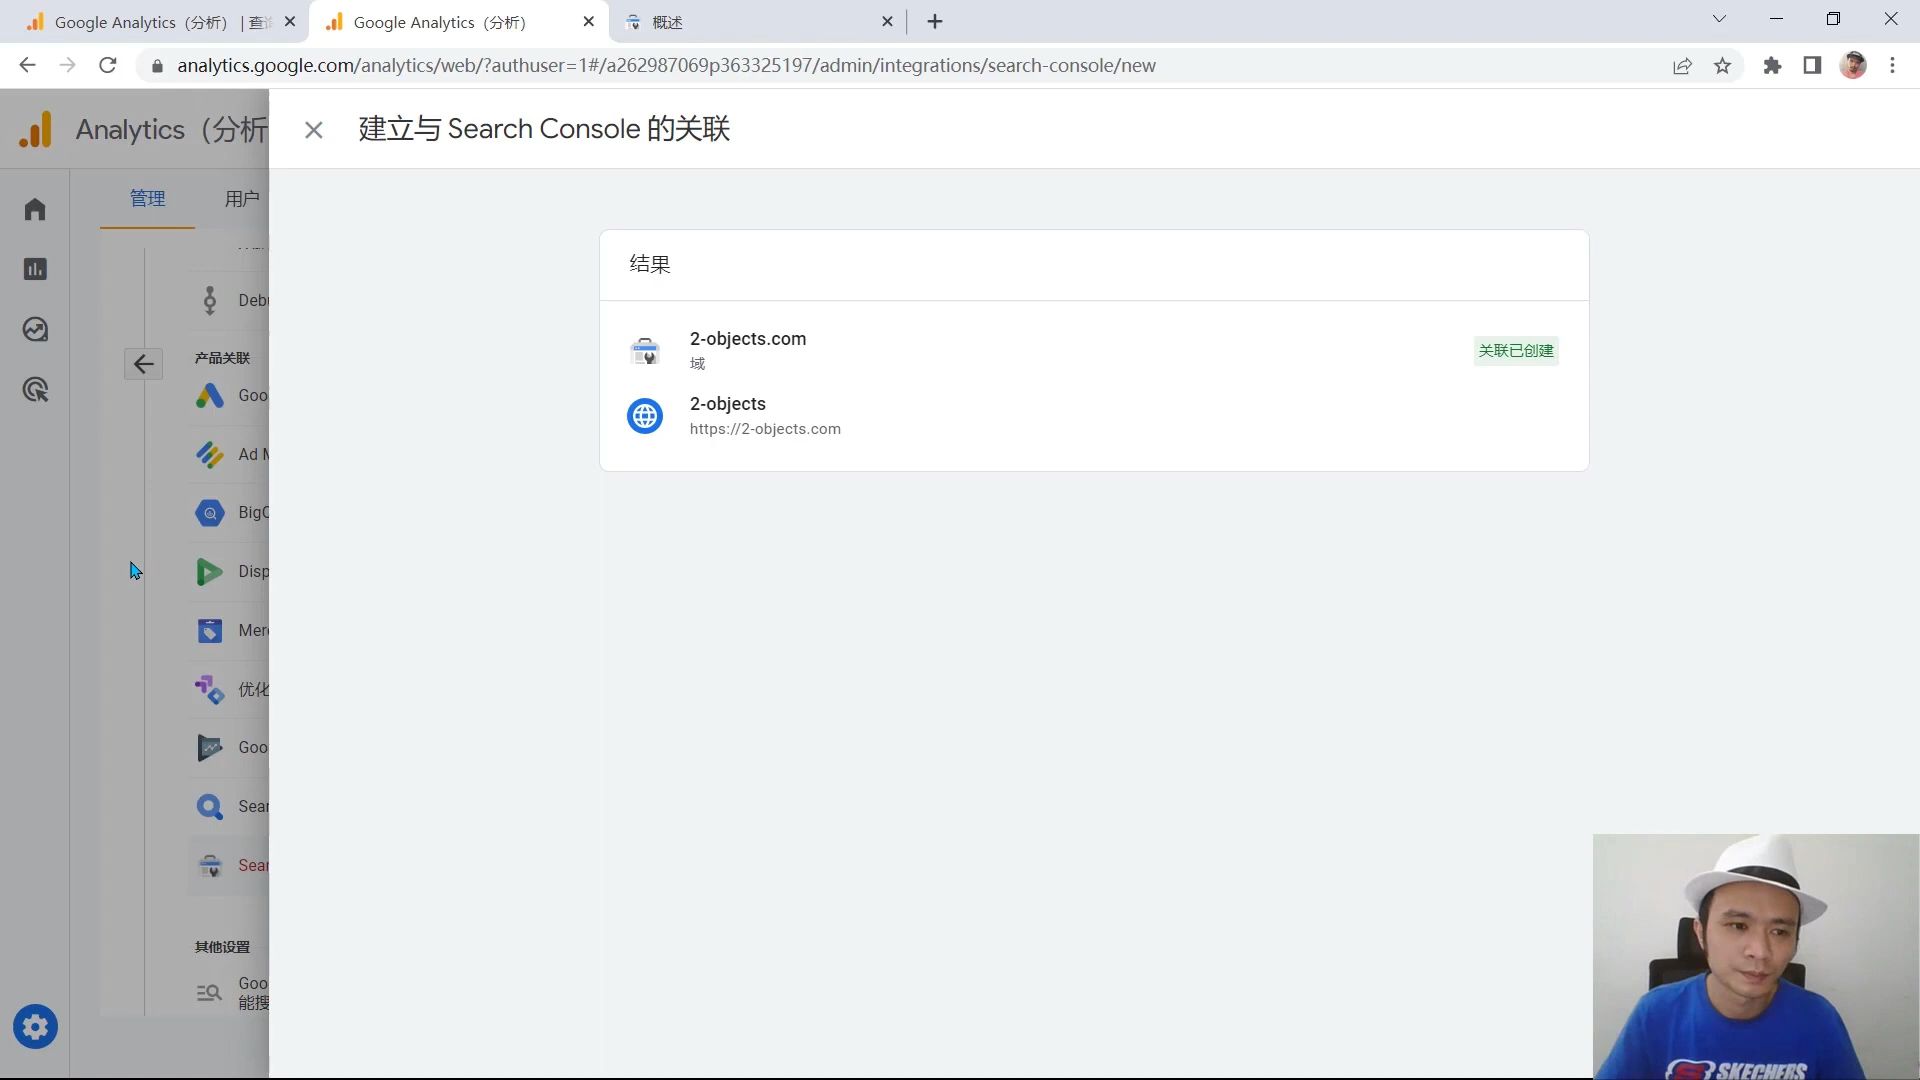 Google Analytics（分析） | 查
Google Analytics（分析）
概述
analytics.google.com/analytics/web/?authuser=1#/a262987069p363325197/admin/integrations/search-console/new
Analytics（分析
建立与 Search Console 的关联
管理
用户
结果
2-objects.com
域
关联已创建
2-objects
https://2-objects.com
Debu
产品关联
Goo
Ad M
BigQ
Disp
Merc
优化
Goo
Sear
Sear
其他设置
Goo
能搜
SKECHERS